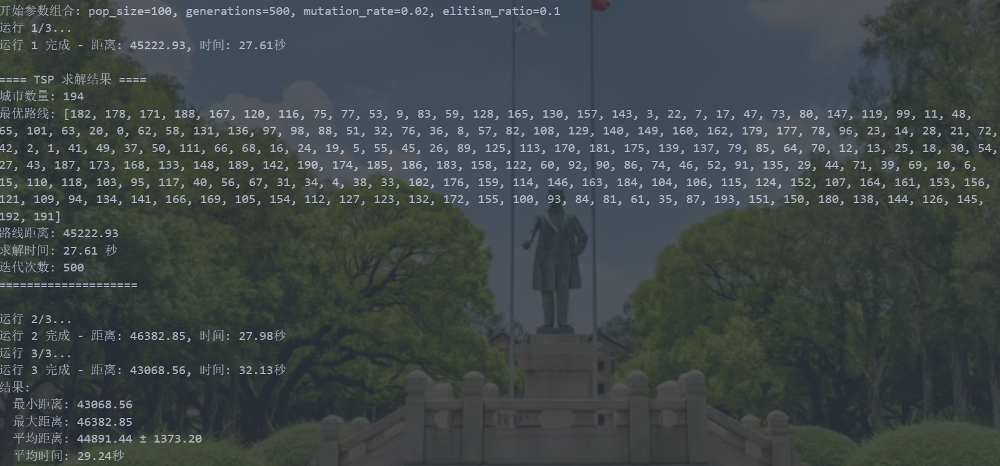 开始参数组合: pop_size=100, generations=500, mutation_rate=0.02, elitism_ratio=0.1
运行 1/3...
运行 1 完成 - 距离: 45222.93, 时间: 27.61秒
==== TSP 求解结果 ====
城市数量: 194
最优路线: [182, 178, 171, 188, 167, 120, 116, 75, 77, 53, 9, 83, 59, 128, 165, 130, 157, 143, 3, 22, 7, 17, 47, 73, 80, 147, 119, 99, 11, 48,
65, 101, 63, 20, 0, 62, 58, 131, 136, 97, 98, 88, 51, 32, 76, 36, 8, 57, 82, 108, 129, 140, 149, 160, 162, 179, 177, 78, 96, 23, 14, 28, 21, 72,
42, 2, 1, 41, 49, 37, 50, 111, 66, 68, 16, 24, 19, 5, 55, 45, 26, 89, 125, 113, 170, 181, 175, 139, 137, 79, 85, 64, 70, 12, 13, 25, 18, 30, 54,
27, 43, 187, 173, 168, 133, 148, 189, 142, 190, 174, 185, 186, 183, 158, 122, 60, 92, 90, 86, 74, 46, 52, 91, 135, 29, 44, 71, 39, 69, 10, 6,
15, 110, 118, 103, 95, 117, 40, 56, 67, 31, 34, 4, 38, 33, 102, 176, 159, 114, 146, 163, 184, 104, 106, 115, 124, 152, 107, 164, 161, 153, 156,
121, 109, 94, 134, 141, 166, 169, 105, 154, 112, 127, 123, 132, 172, 155, 100, 93, 84, 81, 61, 35, 87, 193, 151, 150, 180, 138, 144, 126, 145,
192, 191]
路线距离: 45222.93
求解时间: 27.61 秒
迭代次数: 500
====================
运行 2/3...
运行 2 完成 - 距离: 46382.85, 时间: 27.98秒
运行 3/3...
运行 3 完成 - 距离: 43068.56, 时间: 32.13秒
结果:
最小距离: 43068.56
最大距离: 46382.85
平均距离: 44891.44 ± 1373.20
平均时间: 29.24秒